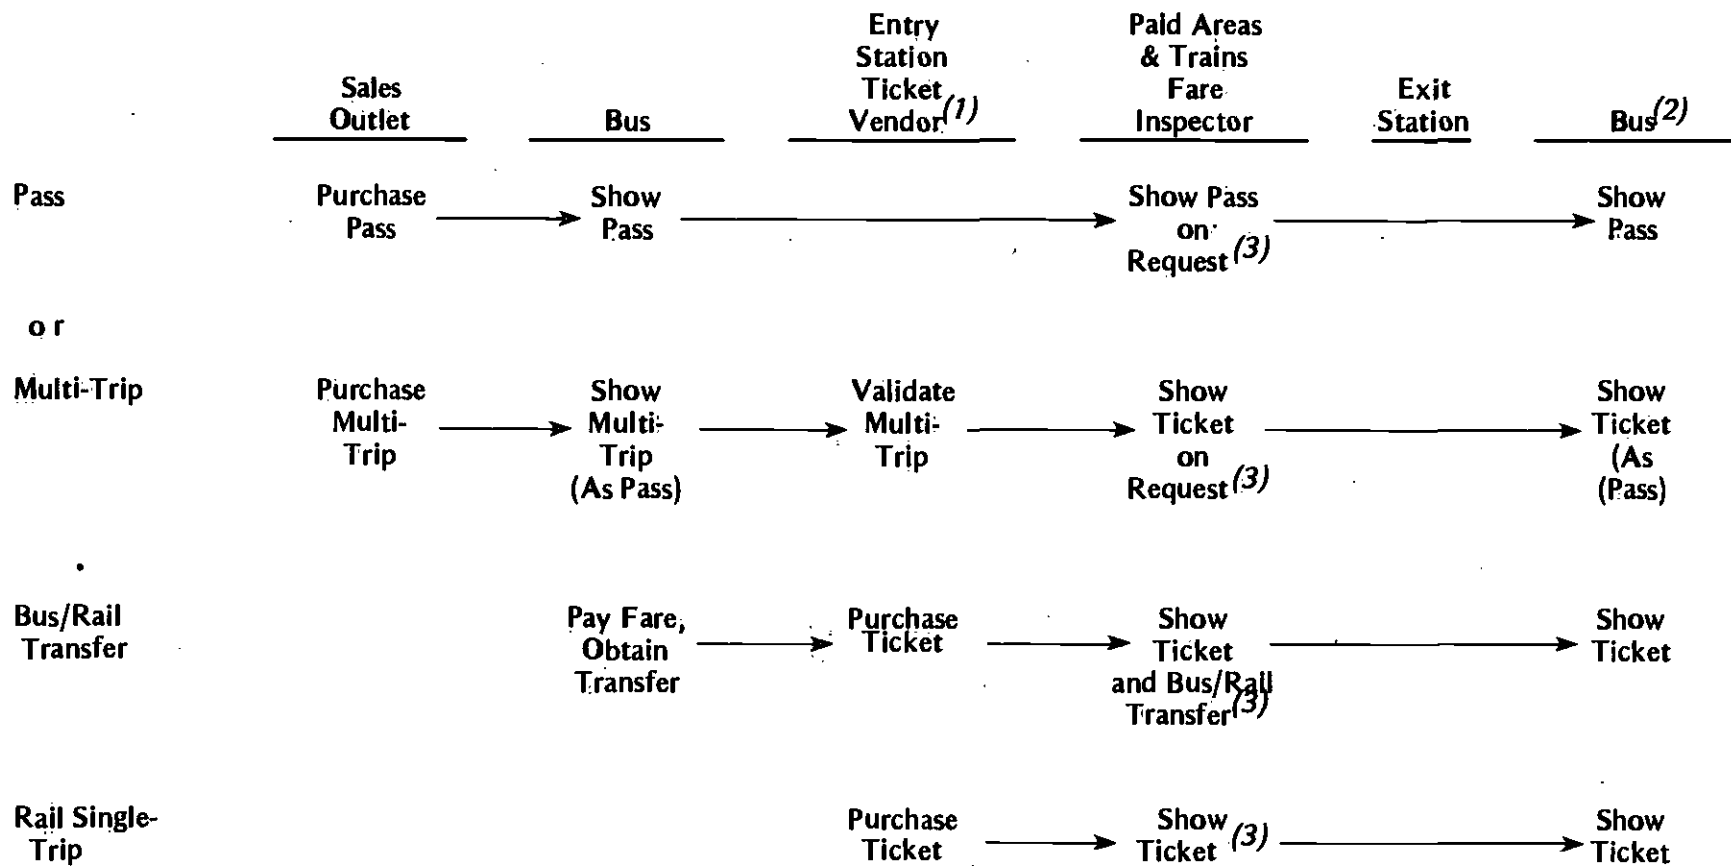 Entry
Station
Ticket
Vendor(1)
Paid Areas
& Trains
Fare
Inspector
Sales
Outlet
Bus
Exit
Station
Bus(2)
Pass
Purchase
Pass
Show
Pass
Show Pass
on
Request(3)
Show
Pass
or
Multi-Trip
Purchase
Multi-
Trip
Show
Multi-
Trip
(As Pass)
Validate
Multi-
Trip
Show
Ticket
on
Request(3)
Show
Ticket
(As
(Pass)
Bus/Rail
Transfer
Pay Fare,
Obtain
Transfer
Purchase
Ticket
Show
Ticket
and Bus/Rail
Transfer(3)
Show
Ticket
Rail Single-
Trip
Purchase
Ticket
Show (3)
Ticket
Show
Ticket